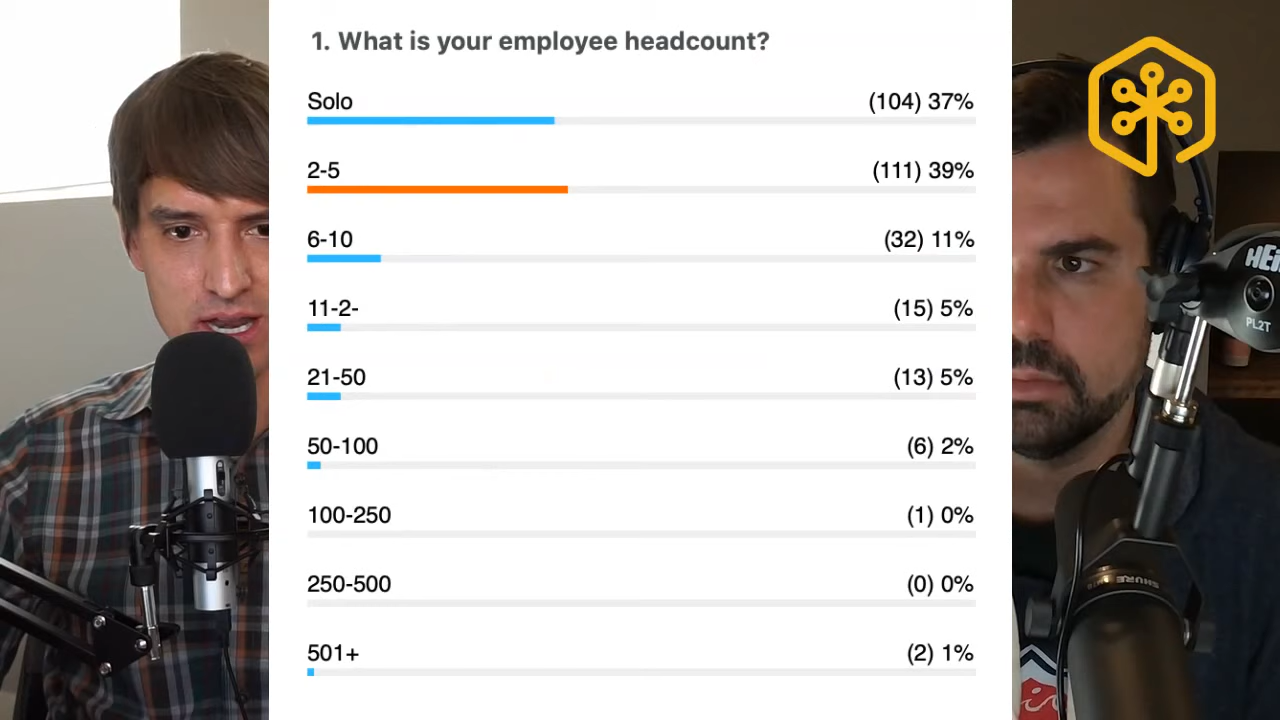 1. What is your employee headcount?
Solo (104) 37%
2-5 (111) 39%
6-10 (32) 11%
11-2- (15) 5%
21-50 (13) 5%
50-100 (6) 2%
100-250 (1) 0%
250-500 (0) 0%
501+ (2) 1%
PL2T
SHURE